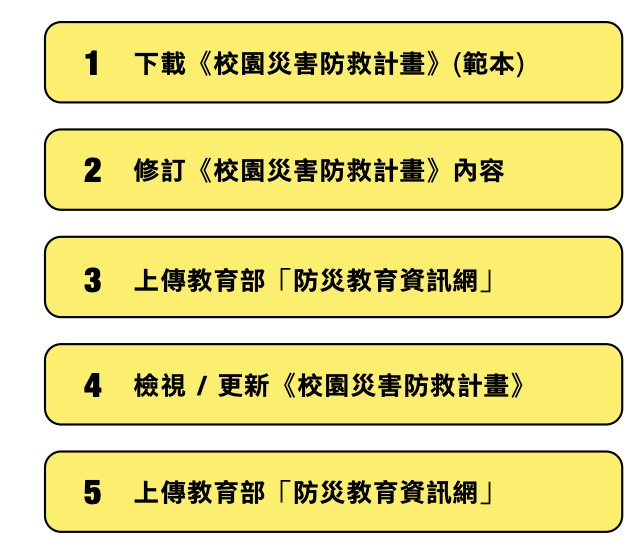 1 下載《校園災害防救計畫》(範本)
2 修訂《校園災害防救計畫》內容
3 上傳教育部「防災教育資訊網」
4 檢視 / 更新《校園災害防救計畫》
5 上傳教育部「防災教育資訊網」